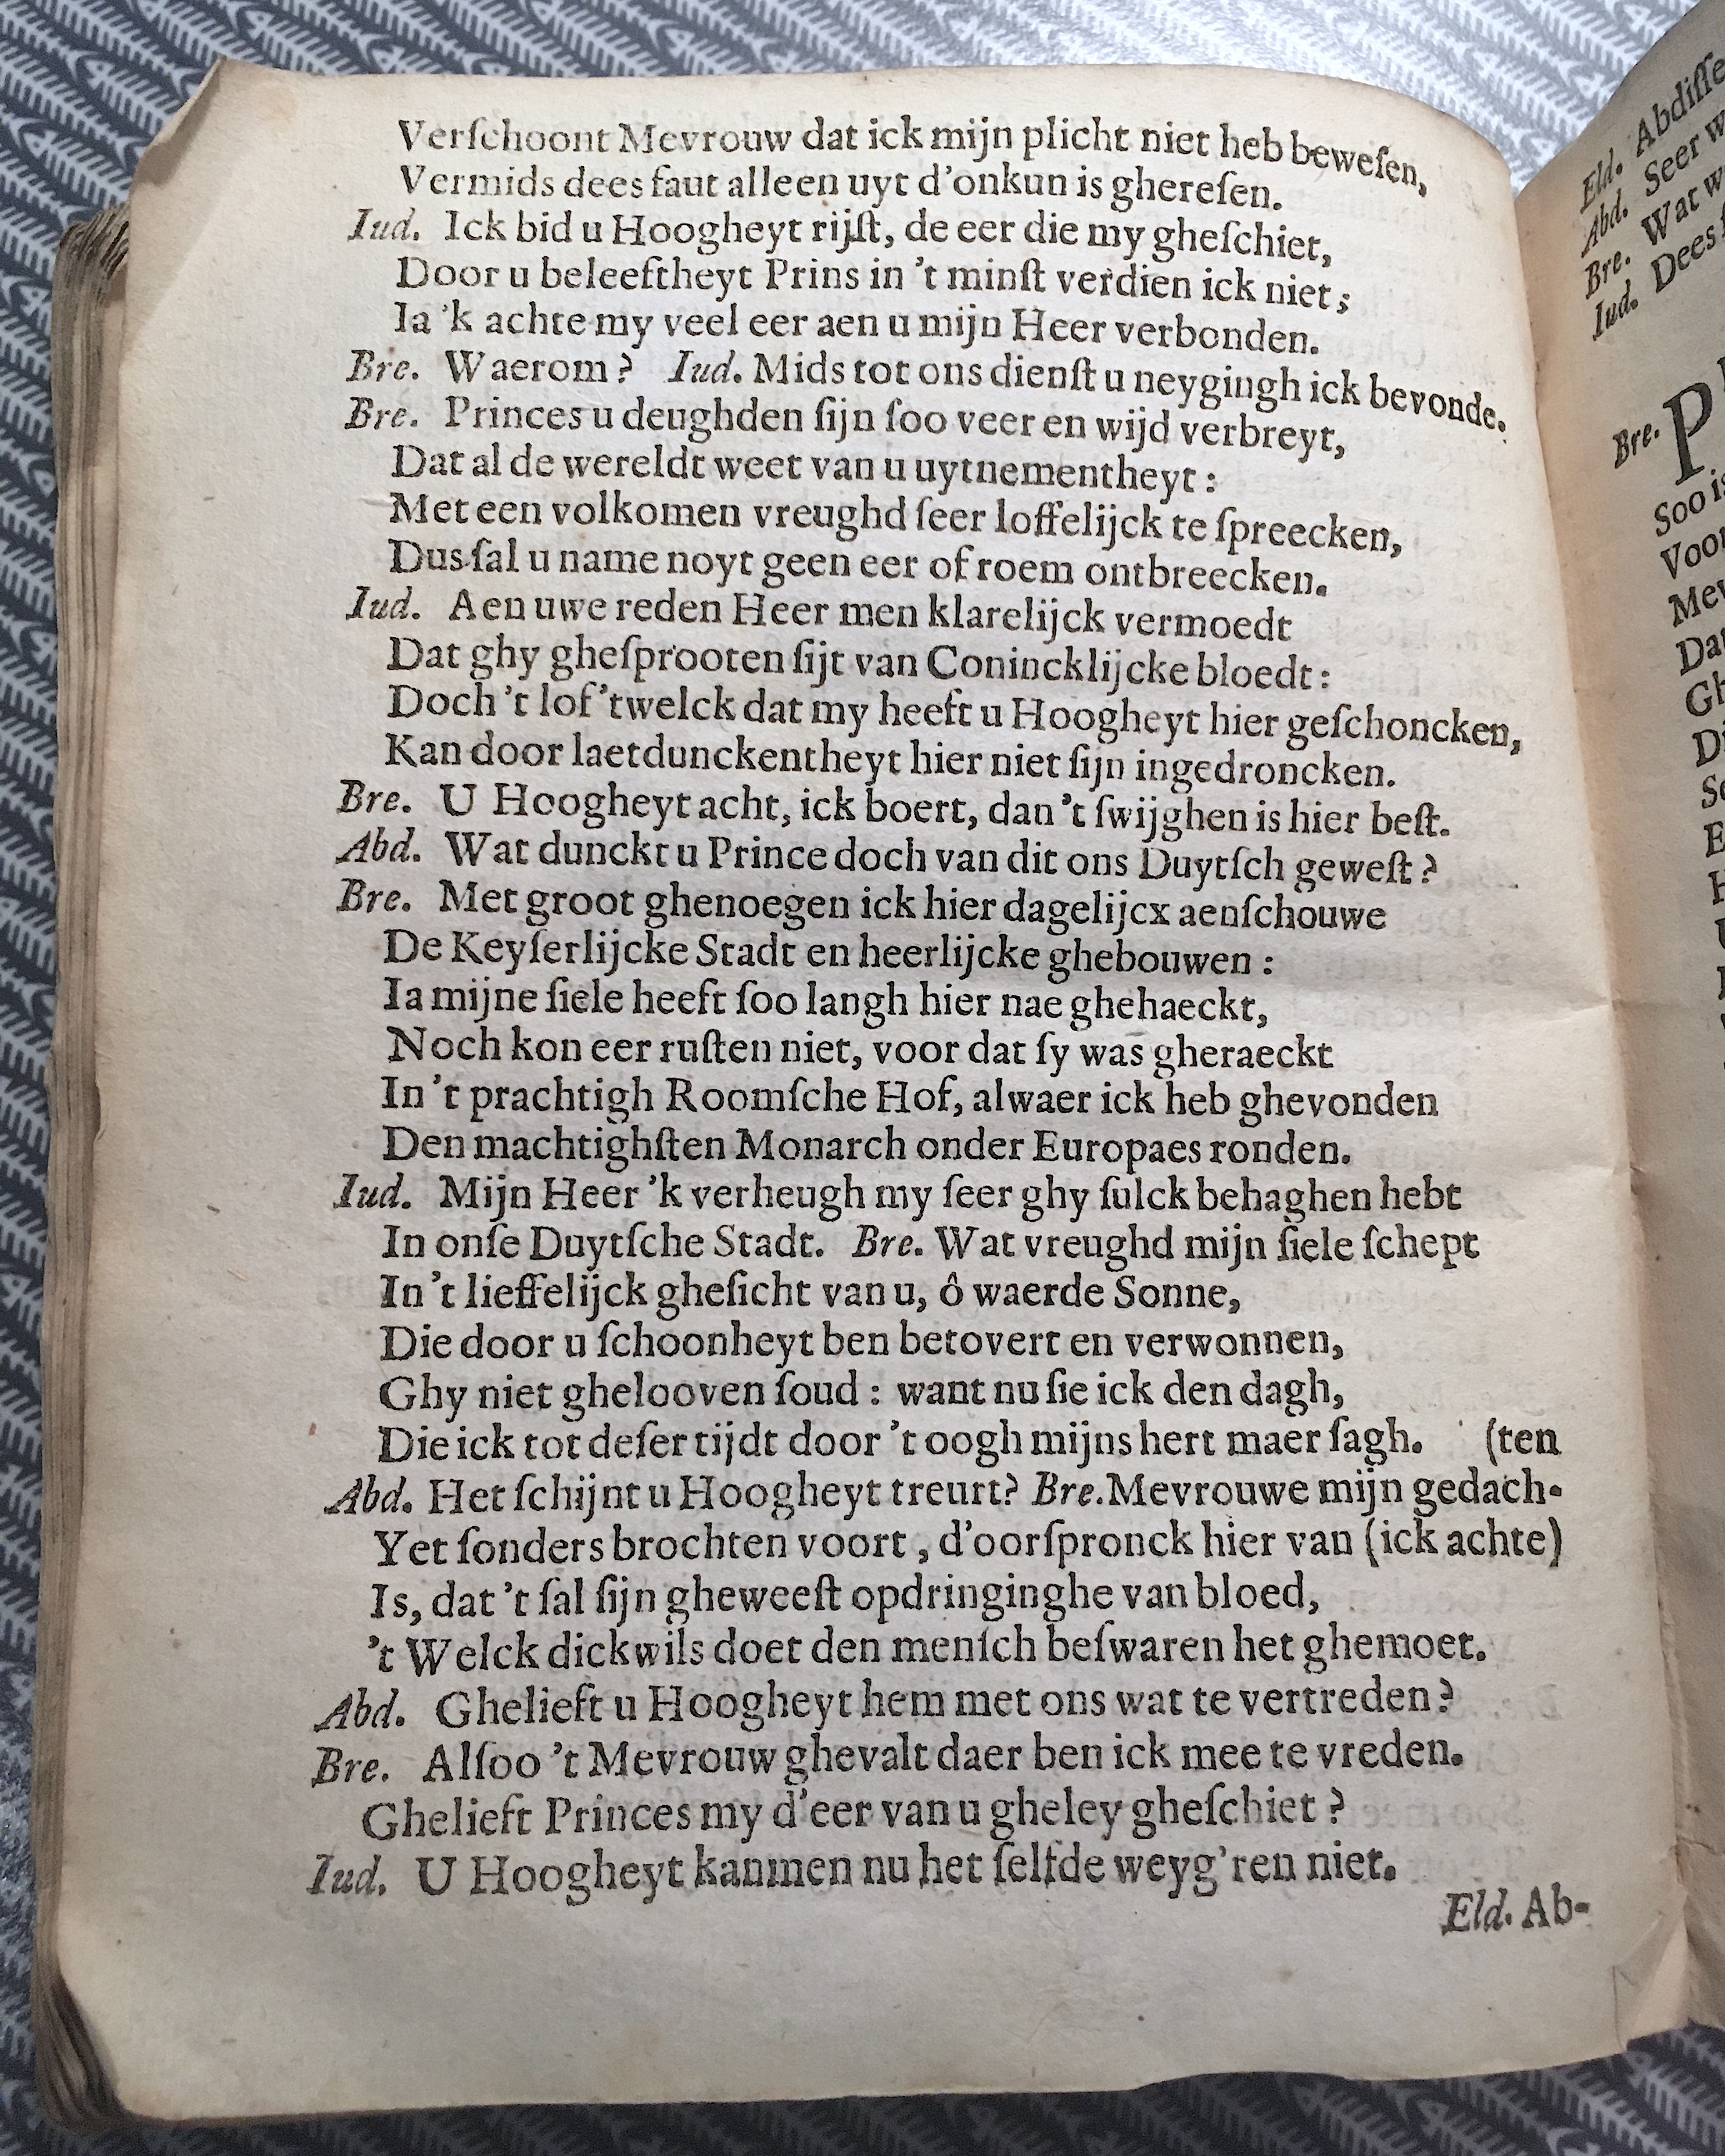 Verſchoont Mevrouw dat ick mijn plicht niet heb beweſen,
Vermids dees faut alleen uyt d'onkun is ghereſen.
Iud. Ick bid u Hoogheyt rijſt, de eer die my gheſchiet,
Door u beleeftheyt Prins in 't minſt verdien ick niet;
Ia 'k achte my veel eer aen u mijn Heer verbonden.
Bre. Waerom? Iud. Mids tot ons dienſt u neygingh ick bevonde.
Bre. Princes u deughden ſijn ſoo veer en wijd verbreyt,
Dat al de wereldt weet van u uytnementheyt:
Met een volkomen vreughd ſeer loffelijck te ſpreecken,
Dus ſal u name noyt geen eer of roem ontbreecken.
Iud. Aen uwe reden Heer men klarelijck vermoedt
Dat ghy gheſprooten ſijt van Conincklijcke bloedt:
Doch 't lof 'twelck dat my heeft u Hoogheyt hier geſchoncken,
Kan door laetdunckentheyt hier niet ſijn ingedroncken.
Bre. U Hoogheyt acht, ick boert, dan 't ſwijghen is hier beſt.
Abd. Wat dunckt u Prince doch van dit ons Duytſch geweſt?
Bre. Met groot ghenoegen ick hier dagelijcx aenſchouwe
De Keyſerlijcke Stadt en heerlijcke ghebouwen:
Ia mijne ſiele heeft ſoo langh hier nae ghehaeckt,
Noch kon eer ruſten niet, voor dat ſy was gheraeckt
In 't prachtigh Roomſche Hof, alwaer ick heb ghevonden
Den machtighſten Monarch onder Europaes ronden.
Iud. Mijn Heer 'k verheugh my ſeer ghy ſulck behaghen hebt
In onſe Duytſche Stadt. Bre. Wat vreughd mijn ſiele ſchept
In 't lieffelijck gheſicht van u, ô waerde Sonne,
Die door u ſchoonheyt ben betovert en verwonnen,
Ghy niet ghelooven ſoud: want nu ſie ick den dagh,
Die ick tot deſer tijdt door 't oogh mijns hert maer ſagh. (ten
Abd. Het ſchijnt u Hoogheyt treurt? Bre. Mevrouwe mijn gedach-
Yet ſonders brochten voort, d'oorſpronck hier van (ick achte)
Is, dat 't ſal ſijn gheweeſt opdringinghe van bloed,
't Welck dickwils doet den menſch beſwaren het ghemoet.
Abd. Ghelieft u Hoogheyt hem met ons wat te vertreden?
Bre. Alſoo 't Mevrouw ghevalt daer ben ick mee te vreden.
Ghelieft Princes my d'eer van u gheley gheſchiet?
Iud. U Hoogheyt kanmen nu het ſelfde weyg'ren niet.
Eld. Ab-
Eld. Abdiſſe
Abd. Seer
Bre. Wat
Iud. Dees
Bre. P
Soo